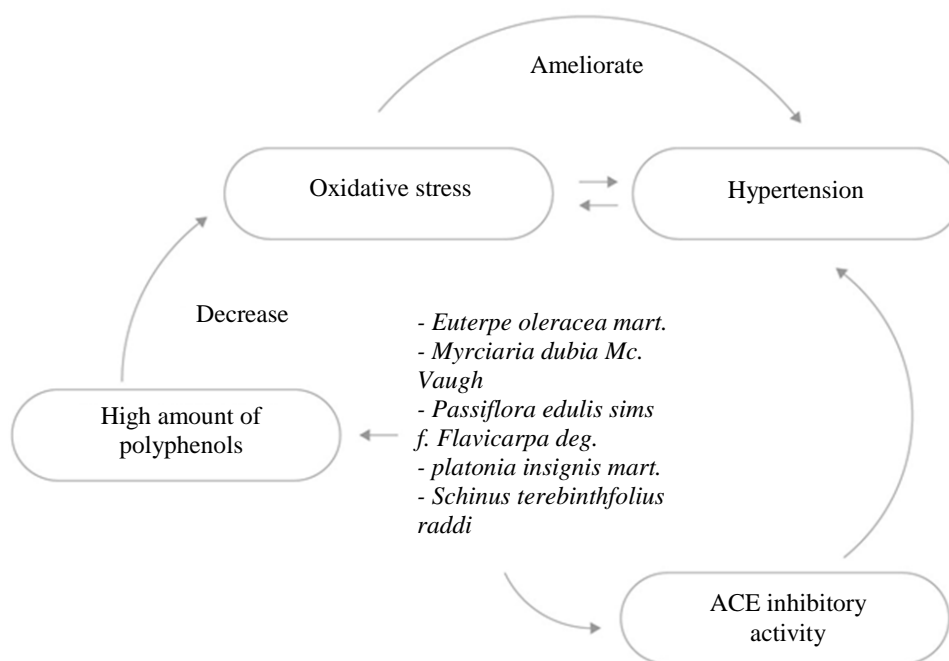 Ameliorate
Oxidative stress
Hypertension
Decrease
- Euterpe oleracea mart.
- Myrciaria dubia Mc.
Vaugh
- Passiflora edulis sims
f. Flavicarpa deg.
- platonia insignis mart.
- Schinus terebinthfolius
raddi
High amount of
polyphenols
ACE inhibitory
activity